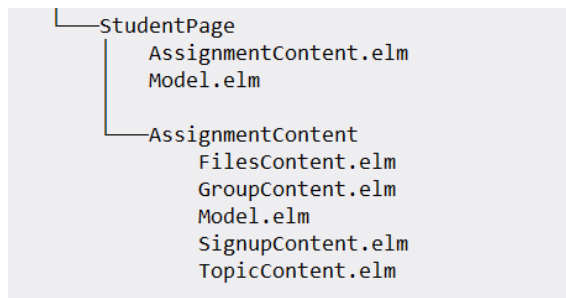 StudentPage
AssignmentContent.elm
Model.elm
AssignmentContent
FilesContent.elm
GroupContent.elm
Model.elm
SignupContent.elm
TopicContent.elm